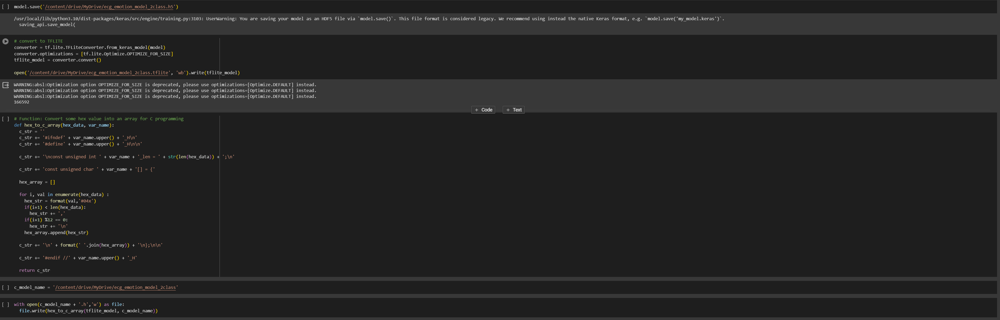 [ ] model.save('/content/drive/MyDrive/ecg_emotion_model_2class.h5')
/usr/local/lib/python3.10/dist-packages/keras/src/engine/training.py:3103: UserWarning: You are saving your model as an HDF5 file via `model.save()`. This file format is considered legacy. We recommend using instead the native Keras format, e.g. `model.save('my_model.keras')`.
  saving_api.save_model(
# convert to TFLITE
converter = tf.lite.TFLiteConverter.from_keras_model(model)
converter.optimizations = [tf.lite.Optimize.OPTIMIZE_FOR_SIZE]
tflite_model = converter.convert()
open('/content/drive/MyDrive/ecg_emotion_model_2class.tflite', 'wb').write(tflite_model)
WARNING:absl:Optimization option OPTIMIZE_FOR_SIZE is deprecated, please use optimizations=[Optimize.DEFAULT] instead.
WARNING:absl:Optimization option OPTIMIZE_FOR_SIZE is deprecated, please use optimizations=[Optimize.DEFAULT] instead.
WARNING:absl:Optimization option OPTIMIZE_FOR_SIZE is deprecated, please use optimizations=[Optimize.DEFAULT] instead.
166592
+ Code + Text
[ ] # Function: Convert some hex value into an array for C programming
def hex_to_c_array(hex_data, var_name):
  c_str = ''
  c_str += '#ifndef' + var_name.upper() + '_H\n'
  c_str += '#define' + var_name.upper() + '_H\n\n'
  c_str += '\nconst unsigned int ' + var_name + '_len = ' + str(len(hex_data)) + ';\n'
  c_str += 'const unsigned char ' + var_name + '[] = {'
  hex_array = []
  for i, val in enumerate(hex_data) :
    hex_str = format(val,'#04x')
    if(i+1) < len(hex_data):
      hex_str += ','
    if(i+1) %12 == 0:
      hex_str += '\n'
    hex_array.append(hex_str)
  c_str += '\n' + format(' '.join(hex_array)) + '\n};\n\n'
  c_str += '#endif //' + var_name.upper() + '_H'
  return c_str
[ ] c_model_name = '/content/drive/MyDrive/ecg_emotion_model_2class'
[ ] with open(c_model_name + '.h','w') as file:
  file.write(hex_to_c_array(tflite_model, c_model_name))